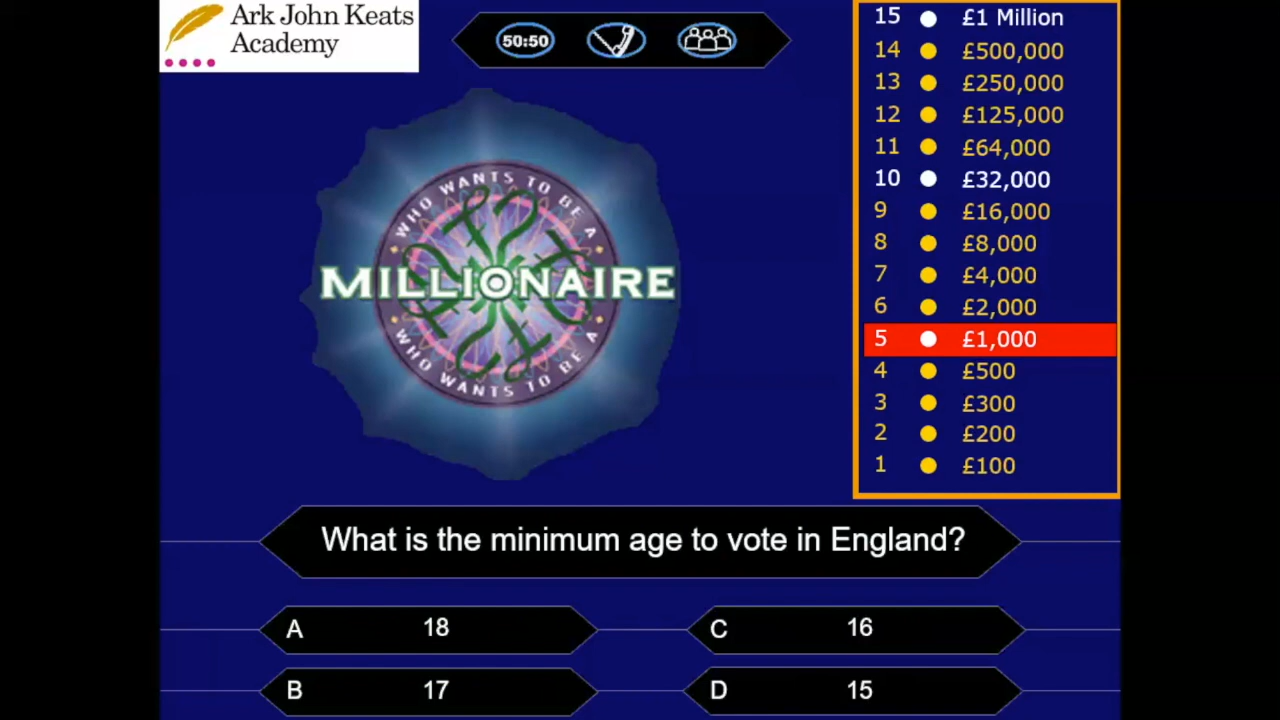 Ark John Keats
Academy
50:50
15 £1 Million
14 £500,000
13 £250,000
12 £125,000
11 £64,000
10 £32,000
9 £16,000
8 £8,000
7 £4,000
6 £2,000
5 £1,000
4 £500
3 £300
2 £200
1 £100
WHO WANTS TO BE A
MILLIONAIRE
WHO WANTS TO BE A
What is the minimum age to vote in England?
A 18
C 16
B 17
D 15